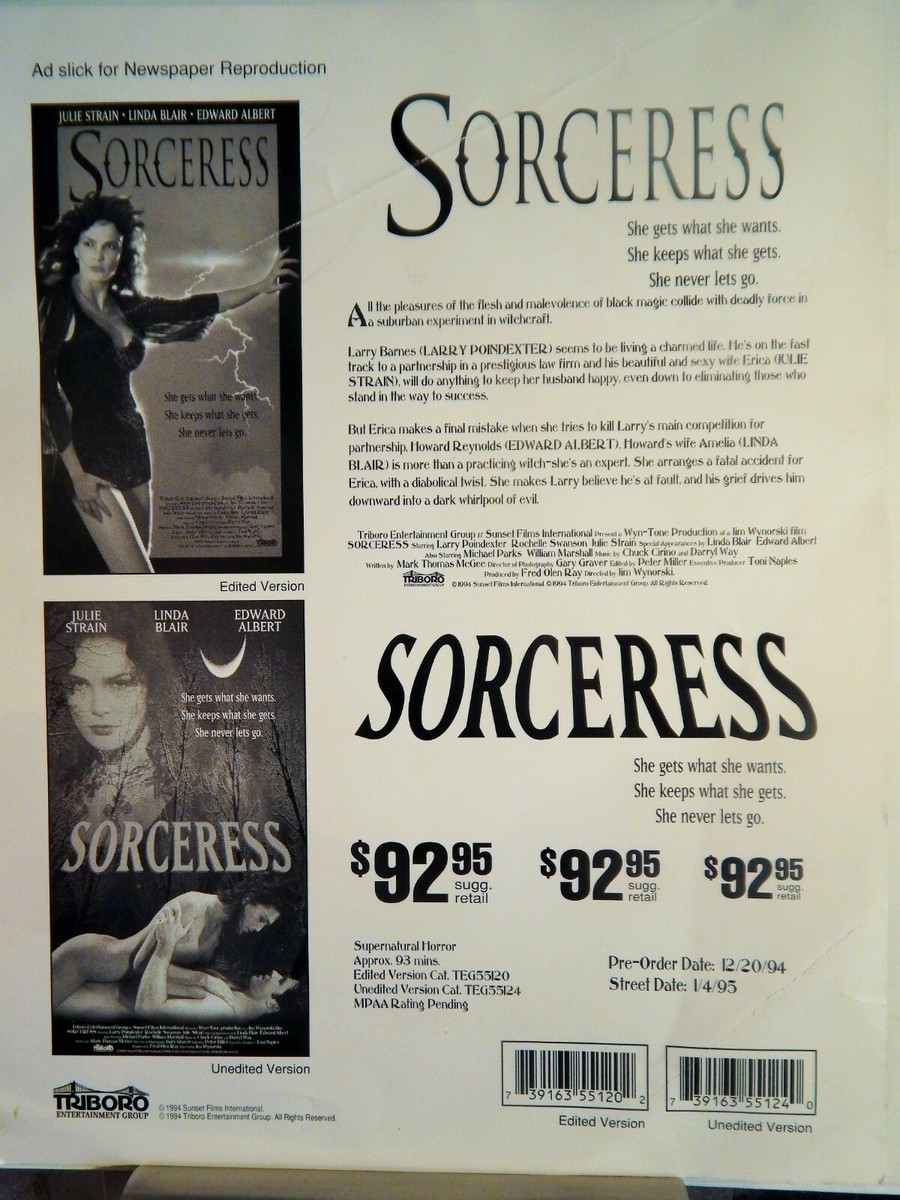 Ad slick for Newspaper Reproduction
JULIE STRAIN • LINDA BLAIR • EDWARD ALBERT
SORCERESS
She gets what she wants.
She keeps what she gets.
She never lets go.
Edited Version
JULIE STRAIN
LINDA BLAIR
EDWARD ALBERT
She gets what she wants.
She keeps what she gets.
She never lets go.
SORCERESS
Unedited Version
TRIBORO
ENTERTAINMENT GROUP
© 1994 Sunset Films International.
© 1994 Triboro Entertainment Group. All Rights Reserved.
SORCERESS
She gets what she wants.
She keeps what she gets.
She never lets go.
All the pleasures of the flesh and malevolence of black magic collide with deadly force in
a suburban experiment in witchcraft.
Larry Barnes (LARRY POINDEXTER) seems to be living a charmed life. He's on the fast
track to a partnership in a prestigious law firm and his beautiful and sexy wife Erica (JULIE
STRAIN), will do anything to keep her husband happy, even down to eliminating those who
stand in the way to success.
But Erica makes a final mistake when she tries to kill Larry's main competition for
partnership, Howard Reynolds (EDWARD ALBERT). Howard's wife Amelia (LINDA
BLAIR) is more than a practicing witch-she's an expert. She arranges a fatal accident for
Erica, with a diabolical twist. She makes Larry believe he's at fault, and his grief drives him
downward into a dark whirlpool of evil.
Triboro Entertainment Group & Sunset Films International Present a Wyn-Tone Production of a Jim Wynorski film
SORCERESS Starring Larry Poindexter Rochelle Swanson Julie Strain Special Appearances by Linda Blair Edward Albert
Also Starring Michael Parks William Marshall Music by Chuck Cirino and Darryl Way
Written by Mark Thomas McGee Director of Photography Gary Graver Edited by Peter Miller Executive Producer Toni Naples
Produced by Fred Olen Ray Directed by Jim Wynorski.
TRIBORO
ENTERTAINMENT GROUP
©1994 Sunset Films International ©1994 Triboro Entertainment Group. All Rights Reserved.
SORCERESS
She gets what she wants.
She keeps what she gets.
She never lets go.
$92 95 sugg. retail
$92 95 sugg. retail
$92 95 sugg. retail
Supernatural Horror
Approx. 93 mins.
Edited Version Cat. TEG55120
Unedited Version Cat. TEG55124
MPAA Rating Pending
Pre-Order Date: 12/20/94
Street Date: 1/4/95
7 39163 55120 2
Edited Version
7 39163 55124 0
Unedited Version